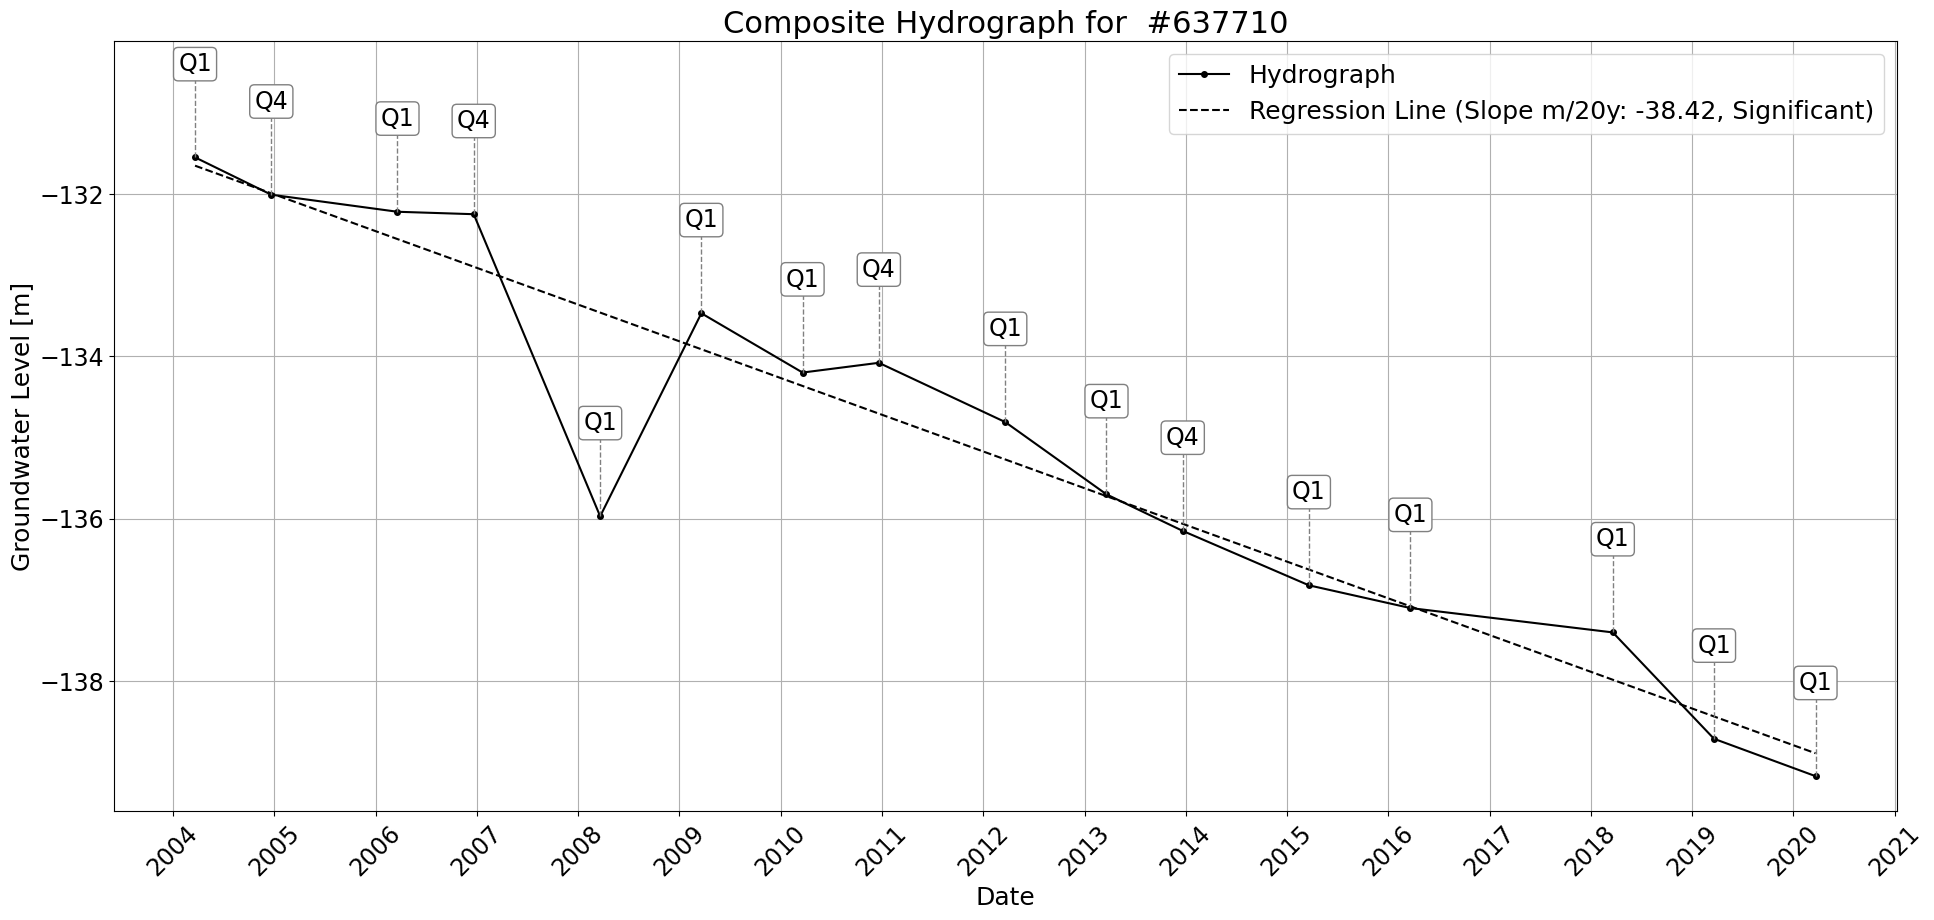 Composite Hydrograph for  #637710
Hydrograph
Regression Line (Slope m/20y: -38.42, Significant)
Q1
Q4
Q1
Q4
Q1
Q1
Q1
Q4
Q1
Q1
Q4
Q1
Q1
Q1
Q1
Q1
Groundwater Level [m]
−132
−134
−136
−138
2004
2005
2006
2007
2008
2009
2010
2011
2012
2013
2014
2015
2016
2017
2018
2019
2020
2021
Date